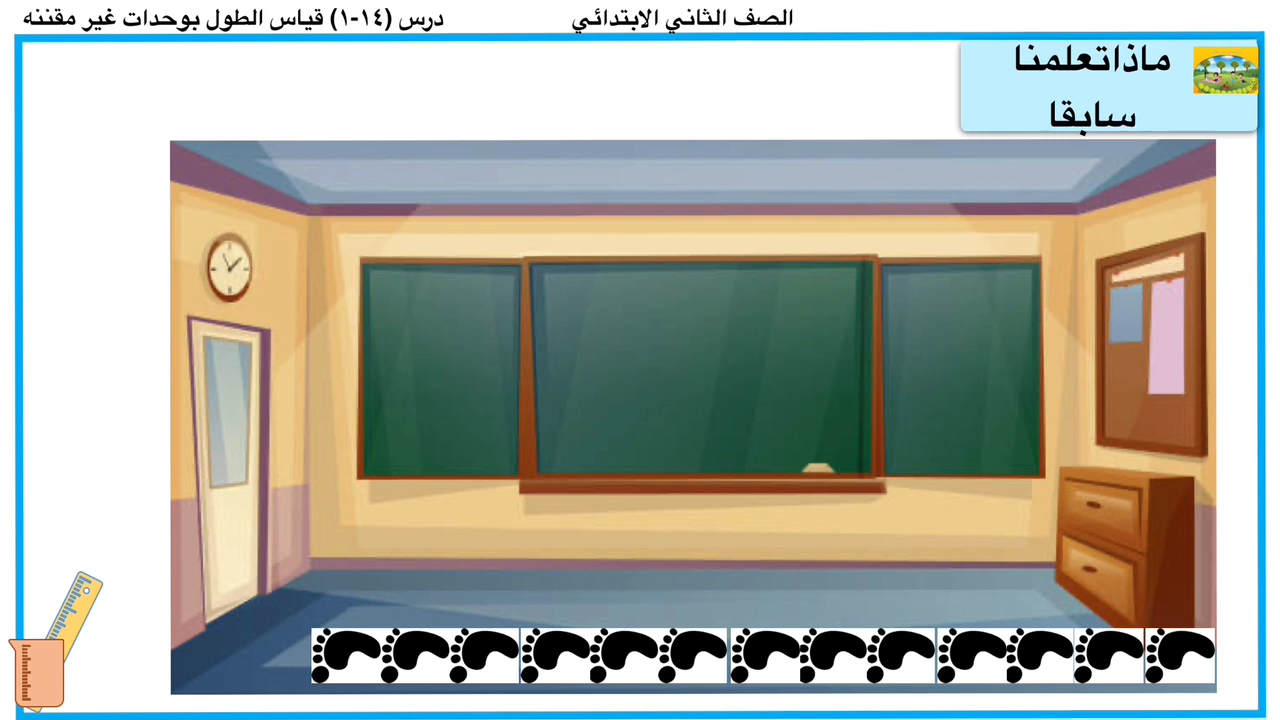 الصف الثاني الابتدائي
درس (١٤-١) قياس الطول بوحدات غير مقننه
ماذاتعلمنا
سابقا